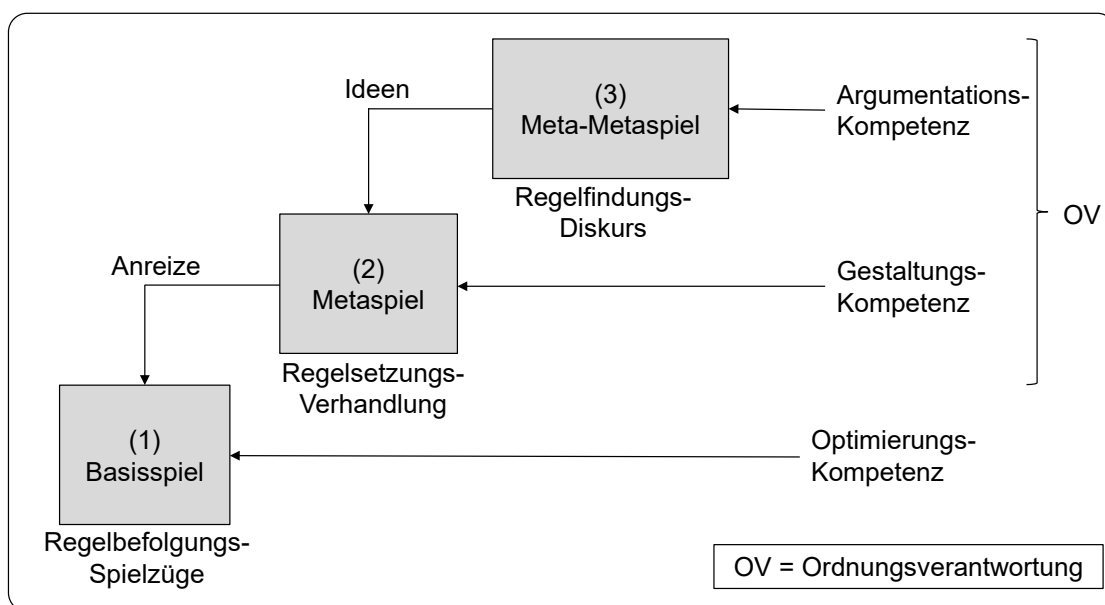 Ideen
(3)
Meta-Metaspiel
Argumentations-
Kompetenz
Regelfindungs-
Diskurs
OV
Anreize
(2)
Metaspiel
Gestaltungs-
Kompetenz
Regelsetzungs-
Verhandlung
(1)
Basisspiel
Optimierungs-
Kompetenz
Regelbefolgungs-
Spielzüge
OV = Ordnungsverantwortung